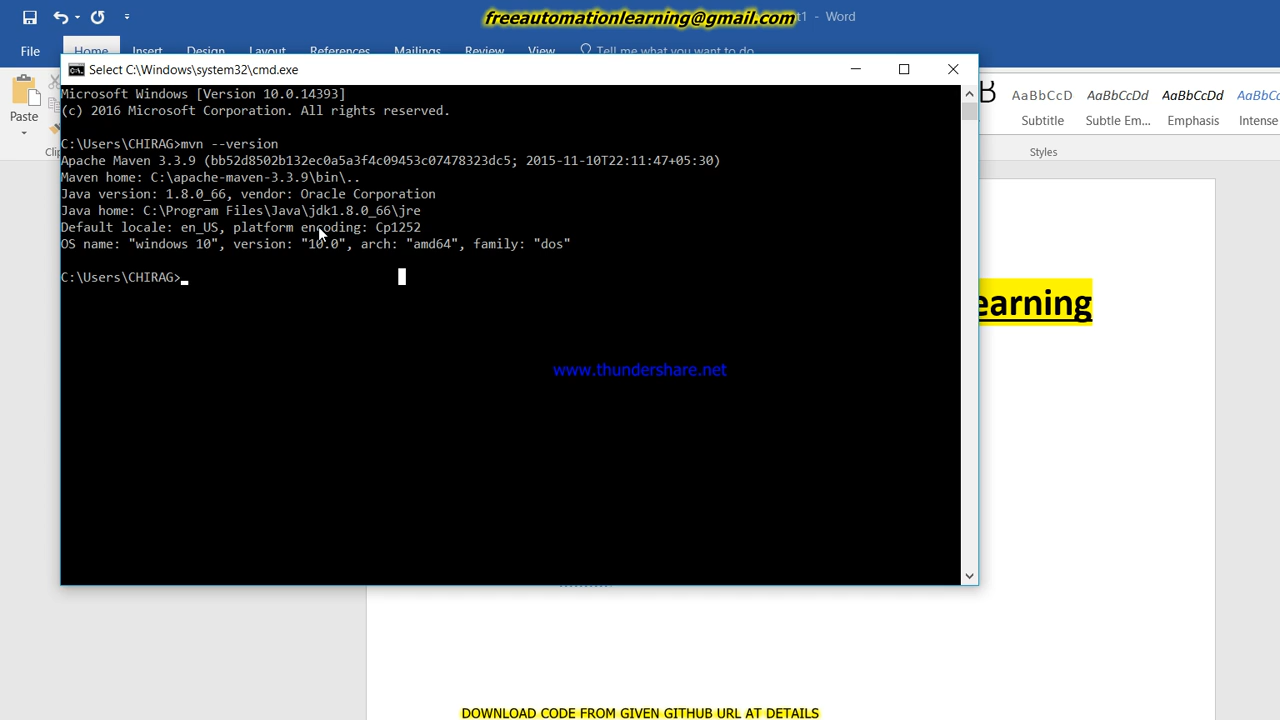 freeautomationlearning@gmail.com
t1 - Word
File Home Insert Design Layout References Mailings Review View Tell me what you want to do
Select C:\Windows\system32\cmd.exe
Paste
Microsoft Windows [Version 10.0.14393]
(c) 2016 Microsoft Corporation. All rights reserved.
C:\Users\CHIRAG>mvn --version
Apache Maven 3.3.9 (bb52d8502b132ec0a5a3f4c09453c07478323dc5; 2015-11-10T22:11:47+05:30)
Maven home: C:\apache-maven-3.3.9\bin\..
Java version: 1.8.0_66, vendor: Oracle Corporation
Java home: C:\Program Files\Java\jdk1.8.0_66\jre
Default locale: en_US, platform encoding: Cp1252
OS name: "windows 10", version: "10.0", arch: "amd64", family: "dos"
C:\Users\CHIRAG>
B AaBbCcD AaBbCcDd AaBbCcDd AaBbCc
Subtitle Subtle Em... Emphasis Intense
Clip
Styles
earning
www.thundershare.net
DOWNLOAD CODE FROM GIVEN GITHUB URL AT DETAILS